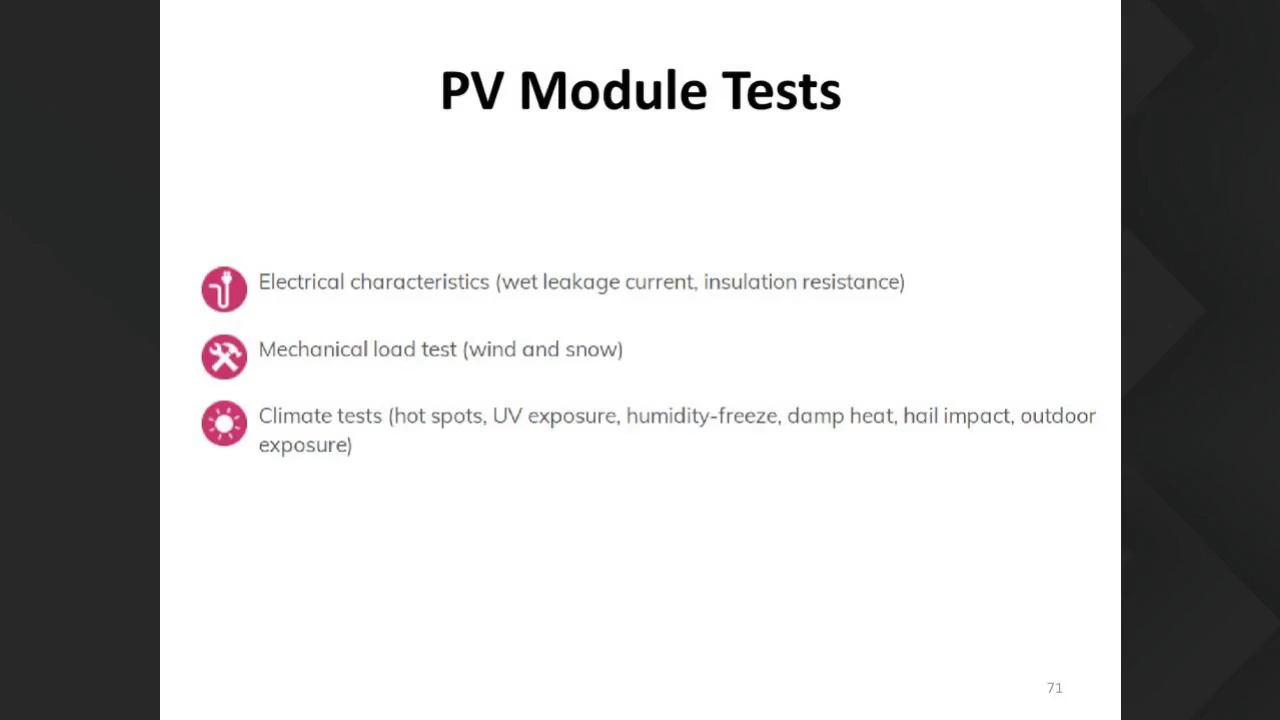 PV Module Tests
Electrical characteristics (wet leakage current, insulation resistance)
Mechanical load test (wind and snow)
Climate tests (hot spots, UV exposure, humidity-freeze, damp heat, hail impact, outdoor
exposure)
71